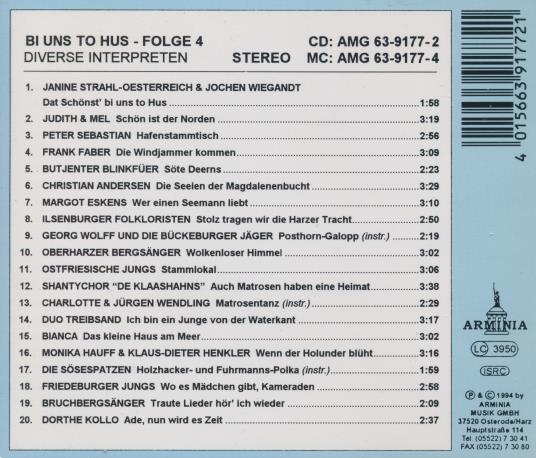 BI UNS TO HUS - FOLGE 4 CD: AMG 63-9177-2
DIVERSE INTERPRETEN STEREO MC: AMG 63-9177-4
1. JANINE STRAHL-OESTERREICH & JOCHEN WIEGANDT
Dat Schönst' bi uns to Hus 1:58
2. JUDITH & MEL Schön ist der Norden 3:19
3. PETER SEBASTIAN Hafenstammtisch 2:56
4. FRANK FABER Die Windjammer kommen 3:09
5. BUTJENTER BLINKFÜER Söte Deerns 2:23
6. CHRISTIAN ANDERSEN Die Seelen der Magdalenenbucht 3:29
7. MARGOT ESKENS Wer einen Seemann liebt 3:10
8. ILSENBURGER FOLKLORISTEN Stolz tragen wir die Harzer Tracht 2:50
9. GEORG WOLFF UND DIE BÜCKEBURGER JÄGER Posthorn-Galopp (instr.) 2:19
10. OBERHARZER BERGSÄNGER Wolkenloser Himmel 3:02
11. OSTFRIESISCHE JUNGS Stammlokal 3:06
12. SHANTYCHOR "DE KLAASHAHNS" Auch Matrosen haben eine Heimat 3:38
13. CHARLOTTE & JÜRGEN WENDLING Matrosentanz (instr.) 2:29
14. DUO TREIBSAND Ich bin ein Junge von der Waterkant 3:17
15. BIANCA Das kleine Haus am Meer 3:02
16. MONIKA HAUFF & KLAUS-DIETER HENKLER Wenn der Holunder blüht 3:16
17. DIE SÖSESPATZEN Holzhacker- und Fuhrmanns-Polka (instr.) 1:59
18. FRIEDEBURGER JUNGS Wo es Mädchen gibt, Kameraden 2:58
19. BRUCHBERGSÄNGER Traute Lieder hör' ich wieder 2:09
20. DORTHE KOLLO Ade, nun wird es Zeit 2:37
4 015663 917721
ARMINIA
LC 3950
ISRC
℗ & © 1994 by
ARMINIA
MUSIK GMBH
37520 Osterode/Harz
Hauptstraße 114
Tel. (05522) 7 30 41
FAX (05522) 7 30 80